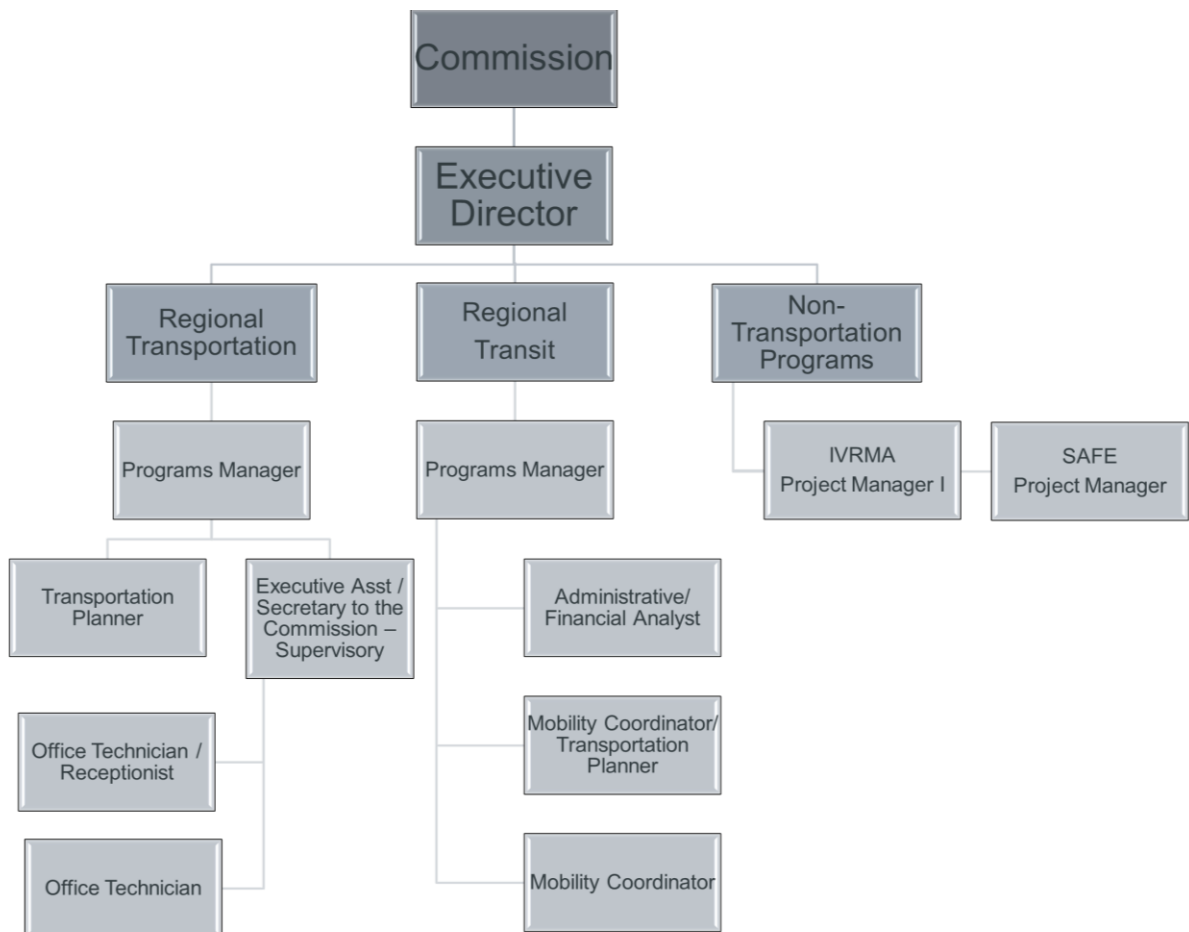 Commission
Executive
Director
Regional
Transportation
Regional
Transit
Non-
Transportation
Programs
Programs Manager
Programs Manager
IVRMA
Project Manager I
SAFE
Project Manager
Transportation
Planner
Executive Asst /
Secretary to the
Commission –
Supervisory
Administrative/
Financial Analyst
Office Technician /
Receptionist
Mobility Coordinator/
Transportation
Planner
Office Technician
Mobility Coordinator